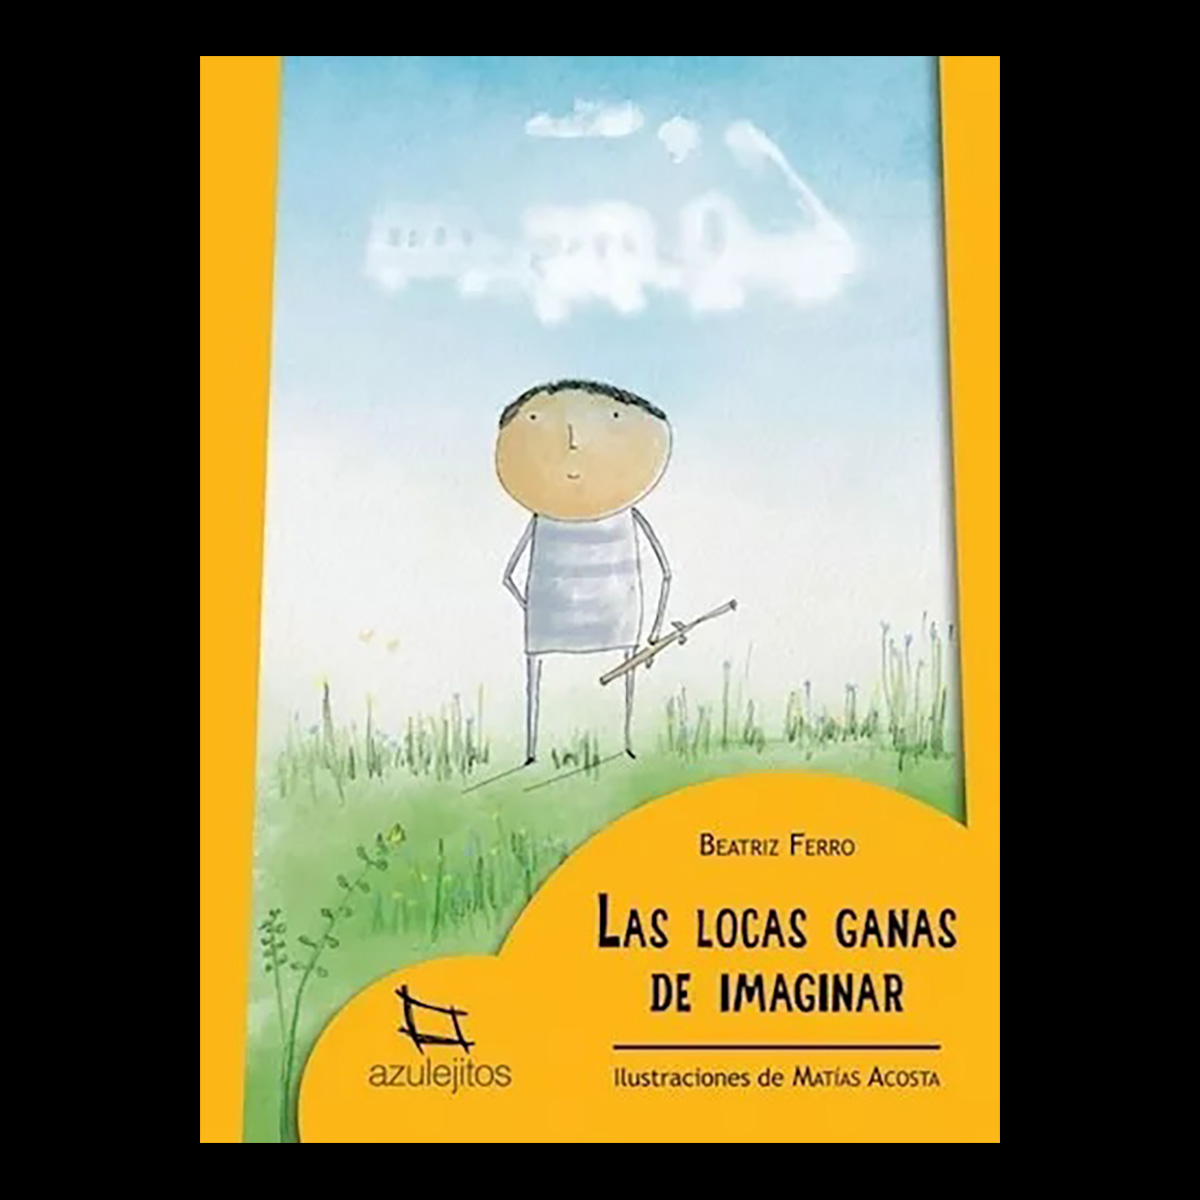 BEATRIZ FERRO
LAS LOCAS GANAS
DE IMAGINAR
azulejitos
Ilustraciones de MATÍAS ACOSTA